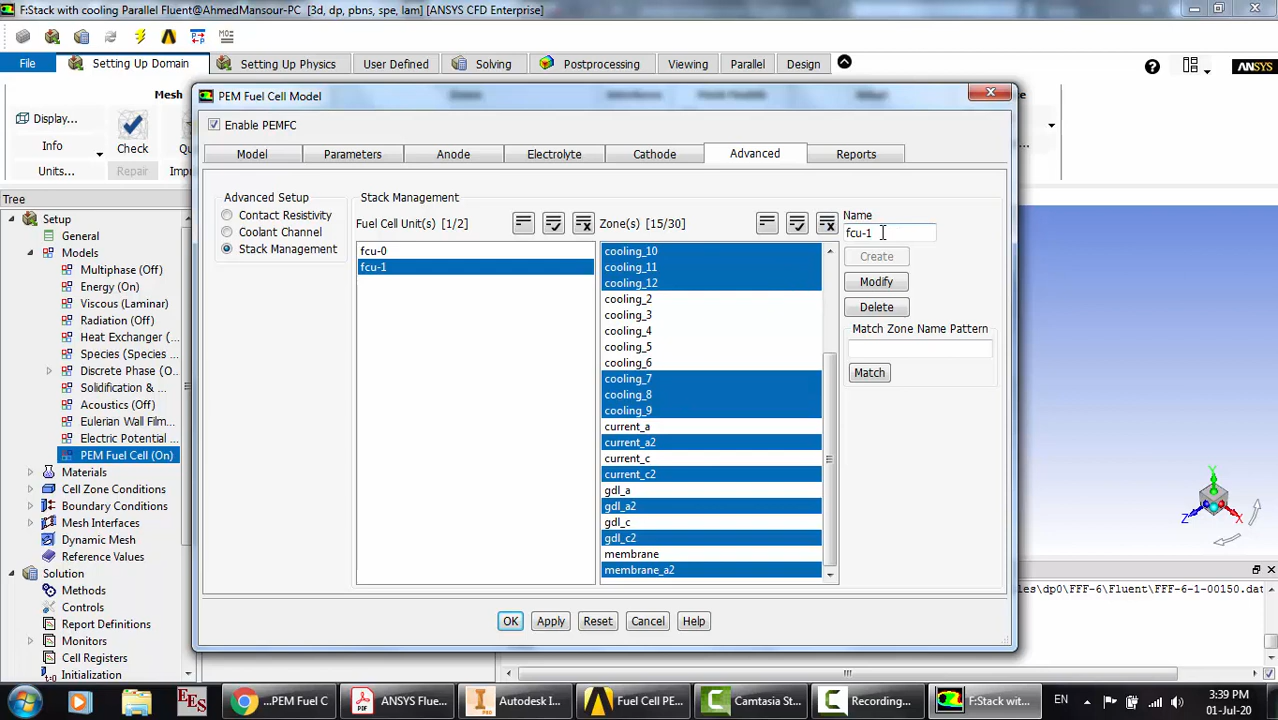 F:Stack with cooling Parallel Fluent@AhmedMansour-PC [3d, dp, pbns, spe, lam] [ANSYS CFD Enterprise]
File
Setting Up Domain
Setting Up Physics
User Defined
Solving
Postprocessing
Viewing
Parallel
Design
ANSYS
Mesh
Display...
Info
Units...
Check
Repair
PEM Fuel Cell Model
Enable PEMFC
Model
Parameters
Anode
Electrolyte
Cathode
Advanced
Reports
Advanced Setup
Contact Resistivity
Coolant Channel
Stack Management
Stack Management
Fuel Cell Unit(s) [1/2]
fcu-0
fcu-1
Zone(s) [15/30]
cooling_10
cooling_11
cooling_12
cooling_2
cooling_3
cooling_4
cooling_5
cooling_6
cooling_7
cooling_8
cooling_9
current_a
current_a2
current_c
current_c2
gdl_a
gdl_a2
gdl_c
gdl_c2
membrane
membrane_a2
Name
fcu-1
Create
Modify
Delete
Match Zone Name Pattern
Match
OK
Apply
Reset
Cancel
Help
Tree
Setup
General
Models
Multiphase (Off)
Energy (On)
Viscous (Laminar)
Radiation (Off)
Heat Exchanger (
Species (Species
Discrete Phase (O
Solidification &
Acoustics (Off)
Eulerian Wall Film...
Electric Potential
PEM Fuel Cell (On)
Materials
Cell Zone Conditions
Boundary Conditions
Mesh Interfaces
Dynamic Mesh
Reference Values
Solution
Methods
Controls
Report Definitions
Monitors
Cell Registers
Initialization
Y
Z
X
les\dp0\FFF-6\Fluent\FFF-6-1-00150.dat
...PEM Fuel C
ANSYS Flue...
Autodesk I...
Fuel Cell PE...
Camtasia St...
Recording...
F:Stack wit...
EN
3:39 PM
01-Jul-20